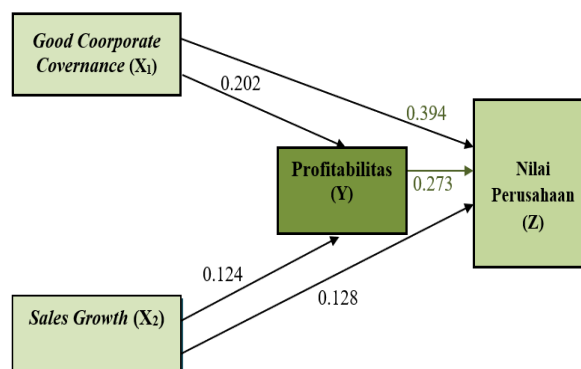 Good Coorporate
Covernance (X₁)
0.202
0.394
Profitabilitas
(Y)
0.273
Nilai
Perusahaan
(Z)
0.124
0.128
Sales Growth (X₂)